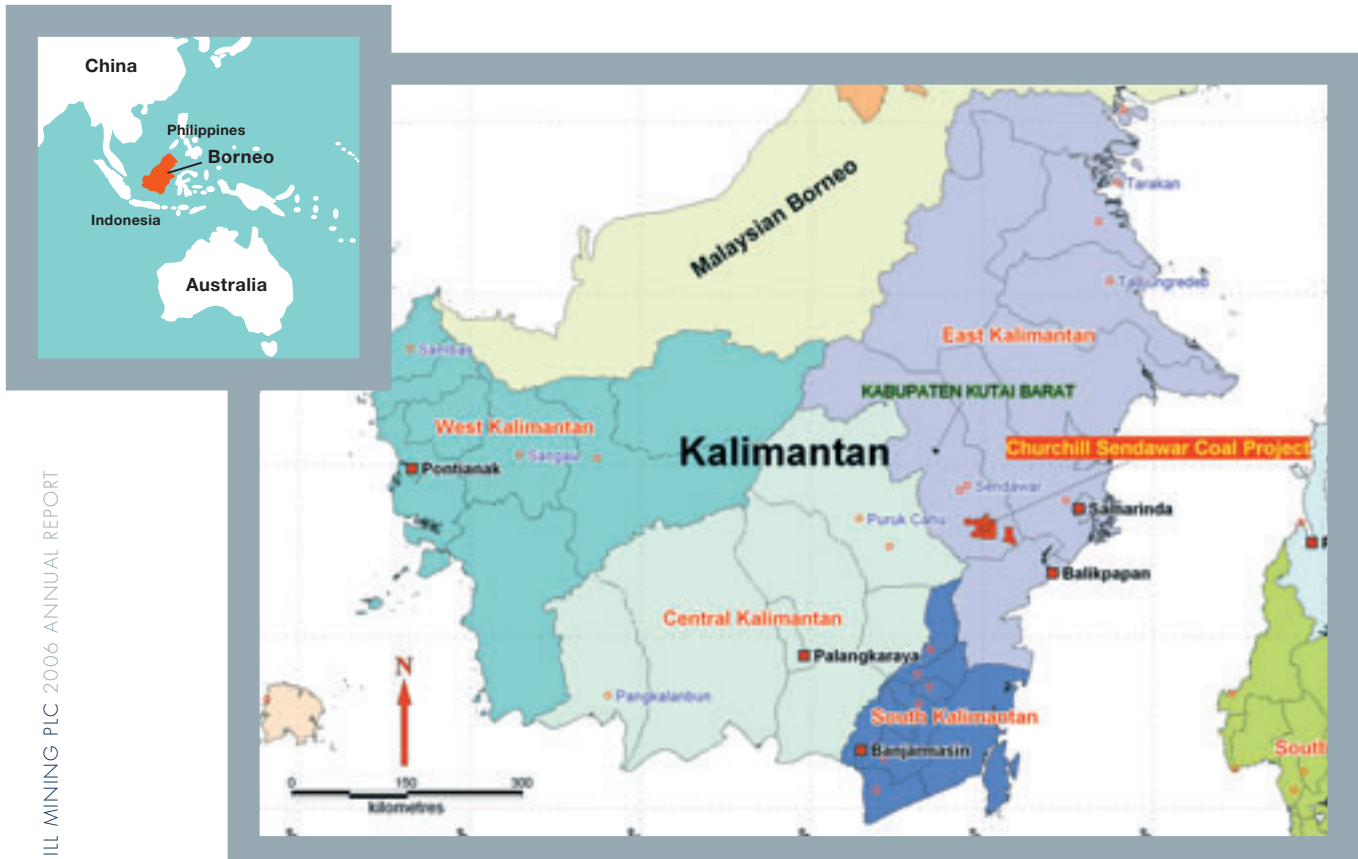 China
Philippines
Borneo
Indonesia
Australia
Malaysian Borneo
Tarakan
Tanjungredeb
East Kalimantan
Sambas
KABUPATEN KUTAI BARAT
West Kalimantan
Kalimantan
Churchill Sendawar Coal Project
Sangau
Pontianak
Sendawar
Samarinda
Puruk Cahu
Balikpapan
Central Kalimantan
Palangkaraya
N
Pangkalanbun
South Kalimantan
Banjarmasin
South
0 150 300
kilometres
ILL MINING PLC 2006 ANNUAL REPORT